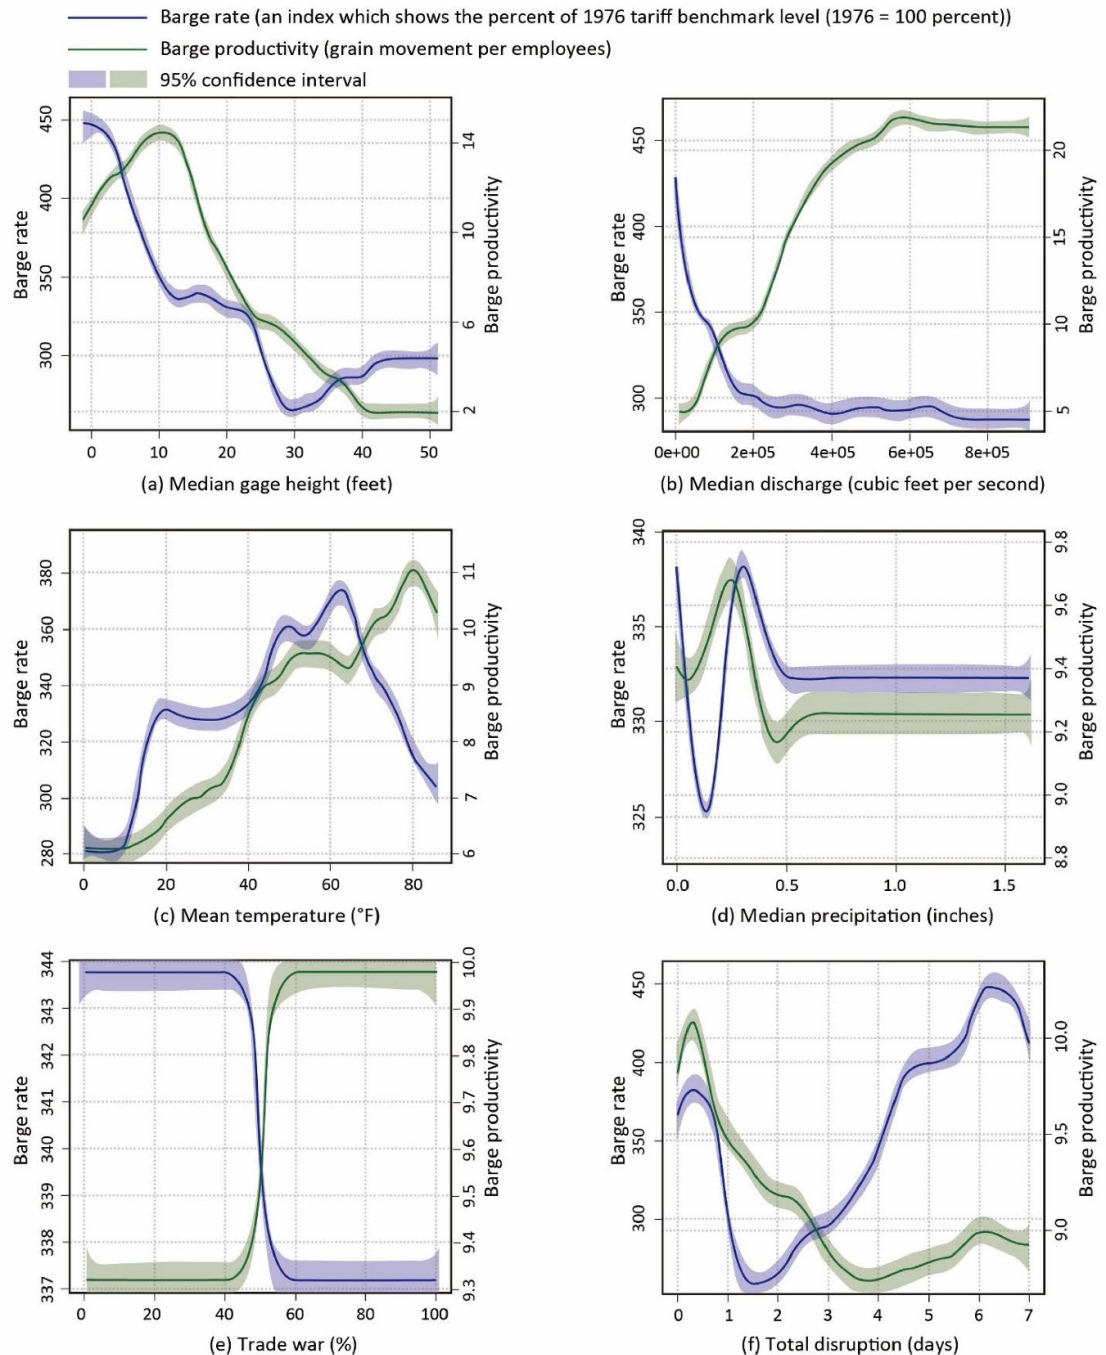 Barge rate (an index which shows the percent of 1976 tariff benchmark level (1976 = 100 percent))
Barge productivity (grain movement per employees)
95% confidence interval
Barge rate
300 350 400 450
Barge productivity
2 6 10 14
0 10 20 30 40 50
(a) Median gage height (feet)
Barge rate
300 350 400 450
Barge productivity
5 10 15 20
0e+00 2e+05 4e+05 6e+05 8e+05
(b) Median discharge (cubic feet per second)
Barge rate
280 300 320 340 360 380
Barge productivity
6 7 8 9 10 11
0 20 40 60 80
(c) Mean temperature (°F)
Barge rate
325 330 335 340
Barge productivity
8.8 9.0 9.2 9.4 9.6 9.8
0.0 0.5 1.0 1.5
(d) Median precipitation (inches)
Barge rate
337 338 339 340 341 342 343 344
Barge productivity
9.3 9.4 9.5 9.6 9.7 9.8 9.9 10.0
0 20 40 60 80 100
(e) Trade war (%)
Barge rate
300 350 400 450
Barge productivity
9.0 9.5 10.0
0 1 2 3 4 5 6 7
(f) Total disruption (days)